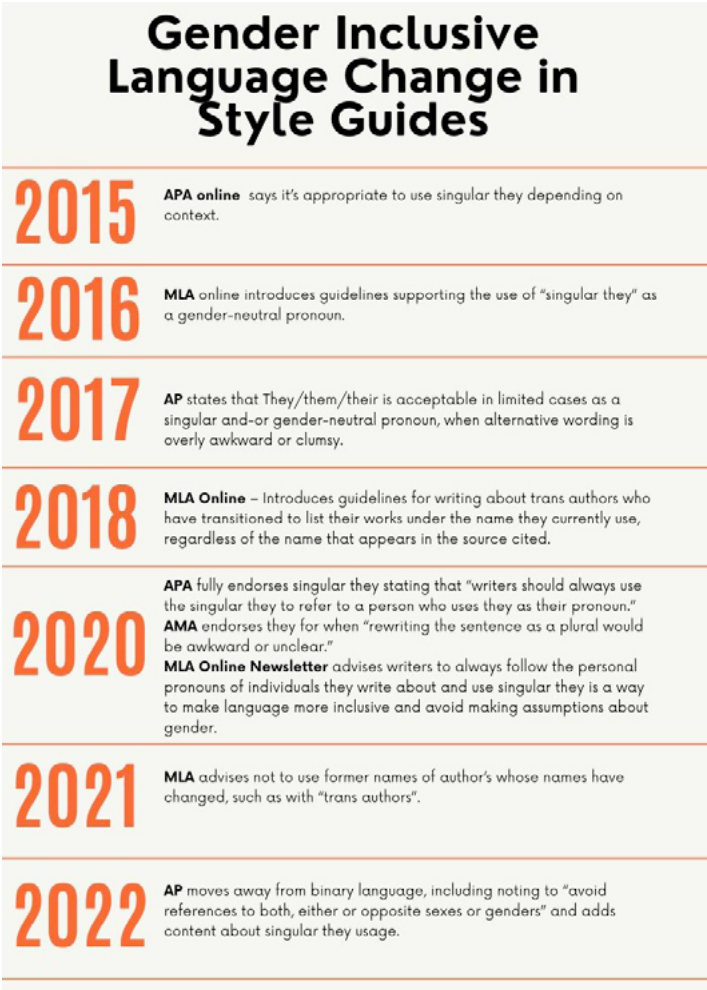 Gender Inclusive
Language Change in
Style Guides
2015
APA online says it's appropriate to use singular they depending on
context.
2016
MLA online introduces guidelines supporting the use of “singular they” as
a gender-neutral pronoun.
2017
AP states that They/them/their is acceptable in limited cases as a
singular and-or gender-neutral pronoun, when alternative wording is
overly awkward or clumsy.
2018
MLA Online – Introduces guidelines for writing about trans authors who
have transitioned to list their works under the name they currently use,
regardless of the name that appears in the source cited.
2020
APA fully endorses singular they stating that “writers should always use
the singular they to refer to a person who uses they as their pronoun.”
AMA endorses they for when “rewriting the sentence as a plural would
be awkward or unclear.”
MLA Online Newsletter advises writers to always follow the personal
pronouns of individuals they write about and use singular they is a way
to make language more inclusive and avoid making assumptions about
gender.
2021
MLA advises not to use former names of author's whose names have
changed, such as with “trans authors”.
2022
AP moves away from binary language, including noting to “avoid
references to both, either or opposite sexes or genders” and adds
content about singular they usage.